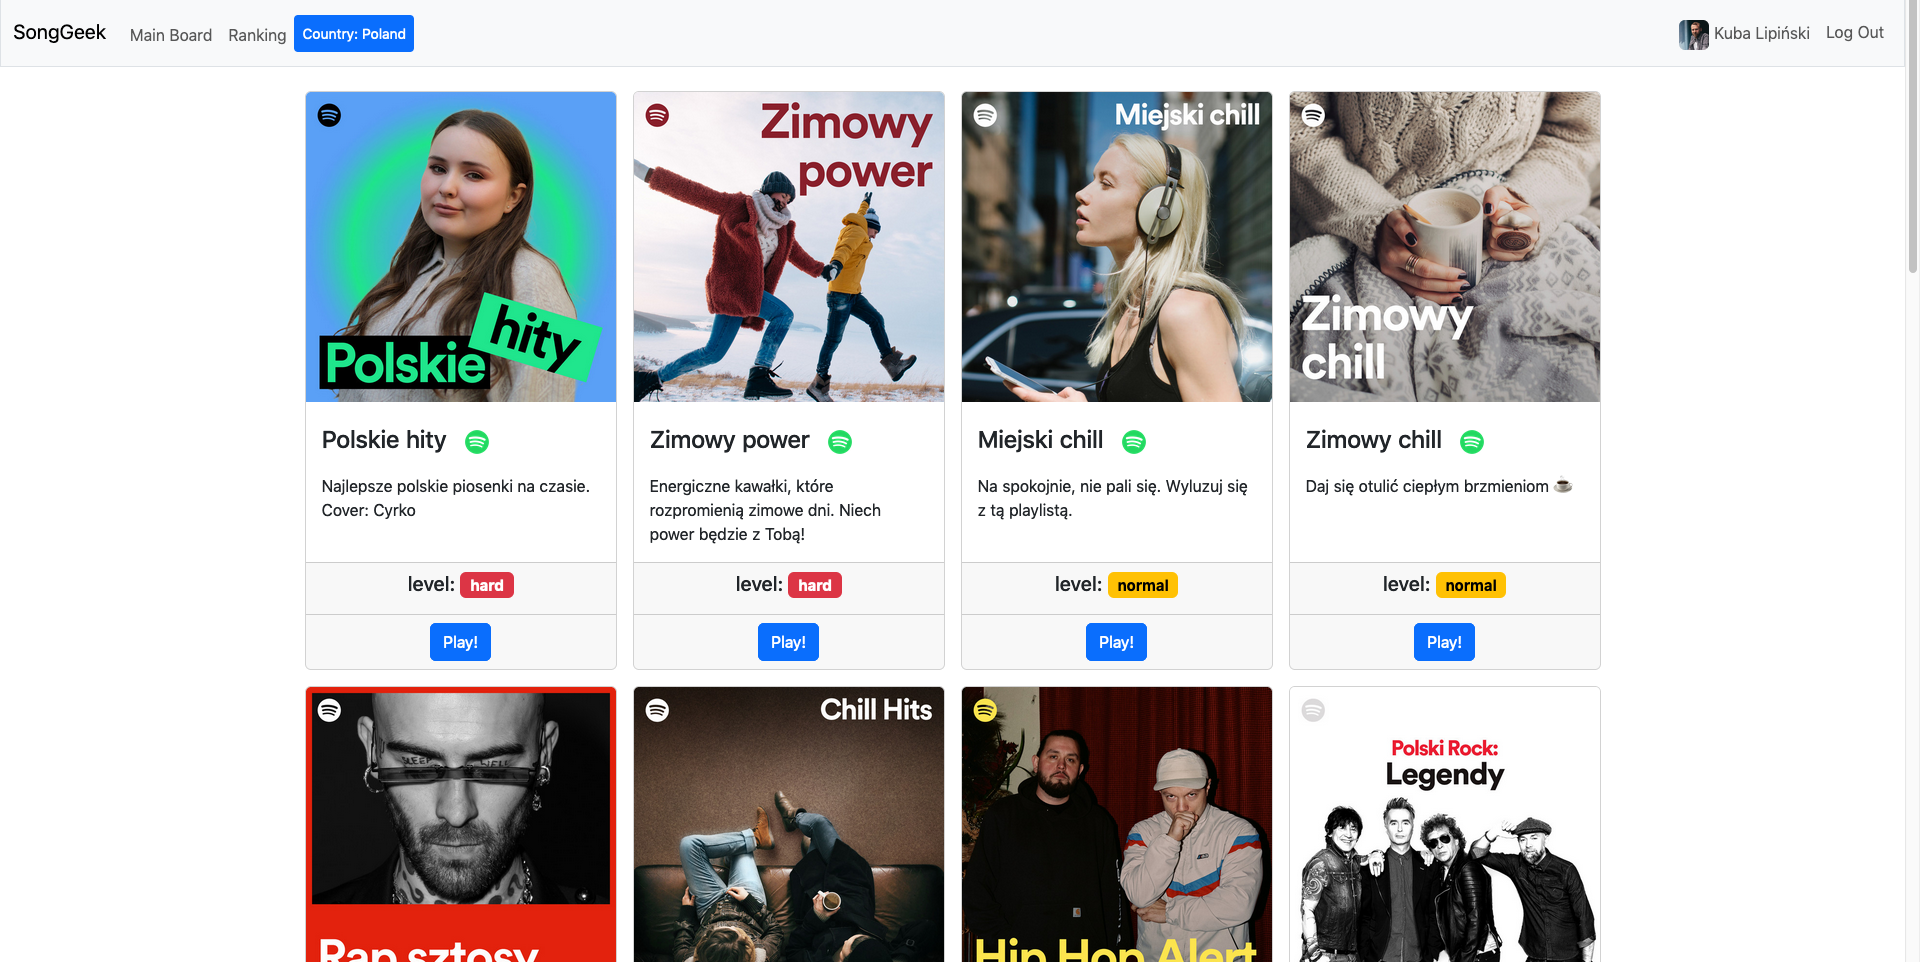 SongGeek Main Board Ranking Country: Poland Kuba Lipiński Log Out
Polskie
hity
Zimowy
power
Miejski chill
Zimowy
chill
Polskie hity
Najlepsze polskie piosenki na czasie.
Cover: Cyrko
level: hard
Play!
Zimowy power
Energiczne kawałki, które
rozpromienią zimowe dni. Niech
power będzie z Tobą!
level: hard
Play!
Miejski chill
Na spokojnie, nie pali się. Wyluzuj się
z tą playlistą.
level: normal
Play!
Zimowy chill
Daj się otulić ciepłym brzmieniom ☕
level: normal
Play!
SLEEP WELL
Rap sztosy
Chill Hits
Hip Hop Alert
Polski Rock:
Legendy